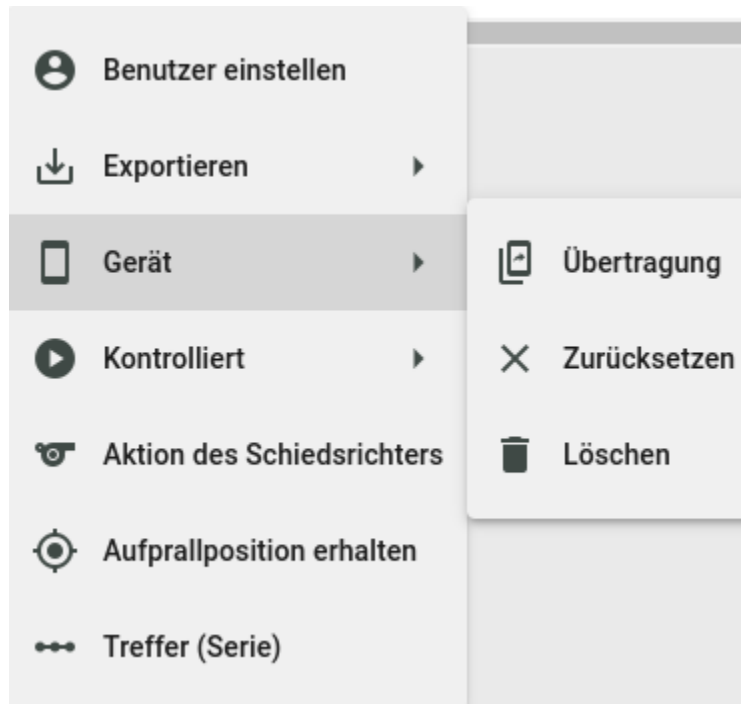 Benutzer einstellen
Exportieren
Gerät
Übertragung
Zurücksetzen
Löschen
Kontrolliert
Aktion des Schiedsrichters
Aufprallposition erhalten
Treffer (Serie)